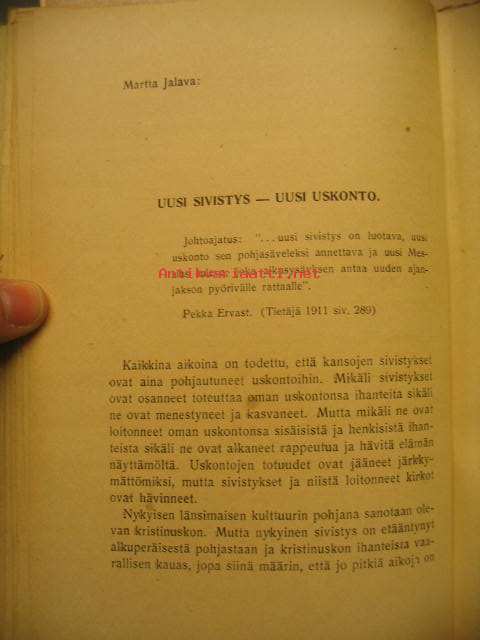 Martta Jalava:
UUSI SIVISTYS — UUSI USKONTO.
Johtoajatus: "...uusi sivistys on luotava, uusi
uskonto sen pohjasäveleksi annettava ja uusi Mes-
antaa uuden ajan-
jakson pyörivälle rattaalle".
Pekka Ervast. (Tietäjä 1911 siv. 289)
Kaikkina aikoina on todettu, että kansojen sivistykset
ovat aina pohjautuneet uskontoihin. Mikäli sivistykset
ovat osanneet toteuttaa oman uskontonsa ihanteita sikäli
ne ovat menestyneet ja kasvaneet. Mutta mikäli ne ovat
loitonneet oman uskontonsa sisäisistä ja henkisistä ihan-
teista sikäli ne ovat alkaneet rappeutua ja hävitä elämän
näyttämöltä. Uskontojen totuudet ovat jääneet järkky-
mättömiksi, mutta sivistykset ja niistä loitonneet kirkot
ovat hävinneet.
Nykyisen länsimaisen kulttuurin pohjana sanotaan ole-
van kristinuskon. Mutta nykyinen sivistys on etääntynyt
alkuperäisestä pohjastaan ja kristinuskon ihanteista vaa-
rallisen kauas, jopa siinä määrin, että jo pitkiä aikoja on